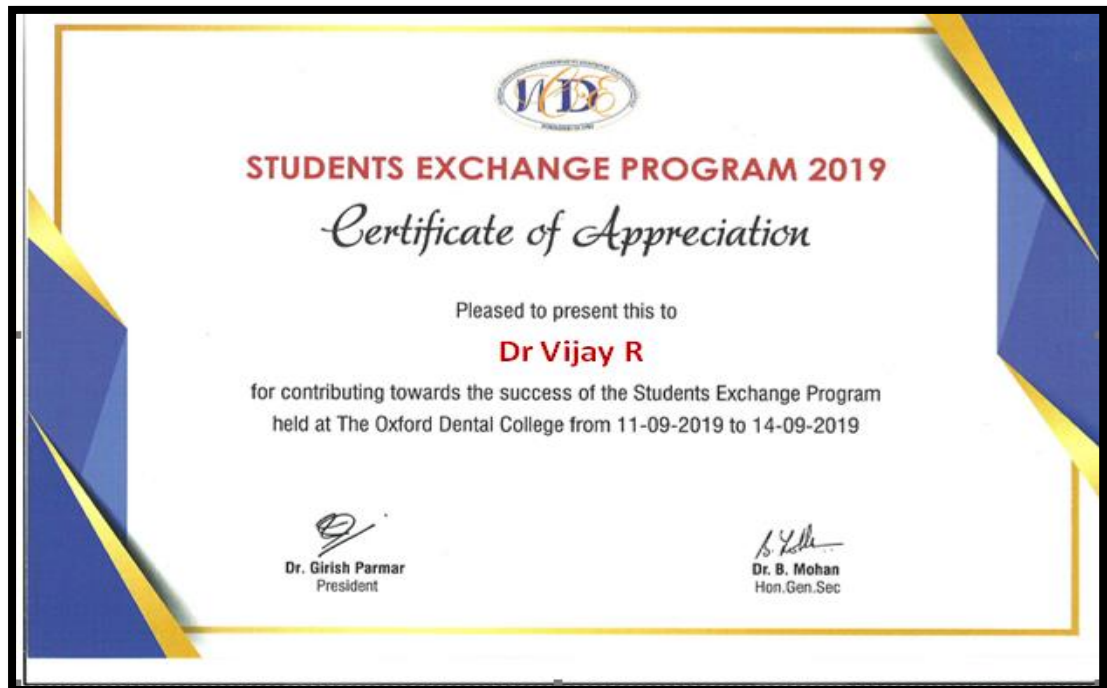 STUDENTS EXCHANGE PROGRAM 2019
Certificate of Appreciation
Pleased to present this to
Dr Vijay R
for contributing towards the success of the Students Exchange Program
held at The Oxford Dental College from 11-09-2019 to 14-09-2019
Dr. Girish Parmar
President
Dr. B. Mohan
Hon.Gen.Sec